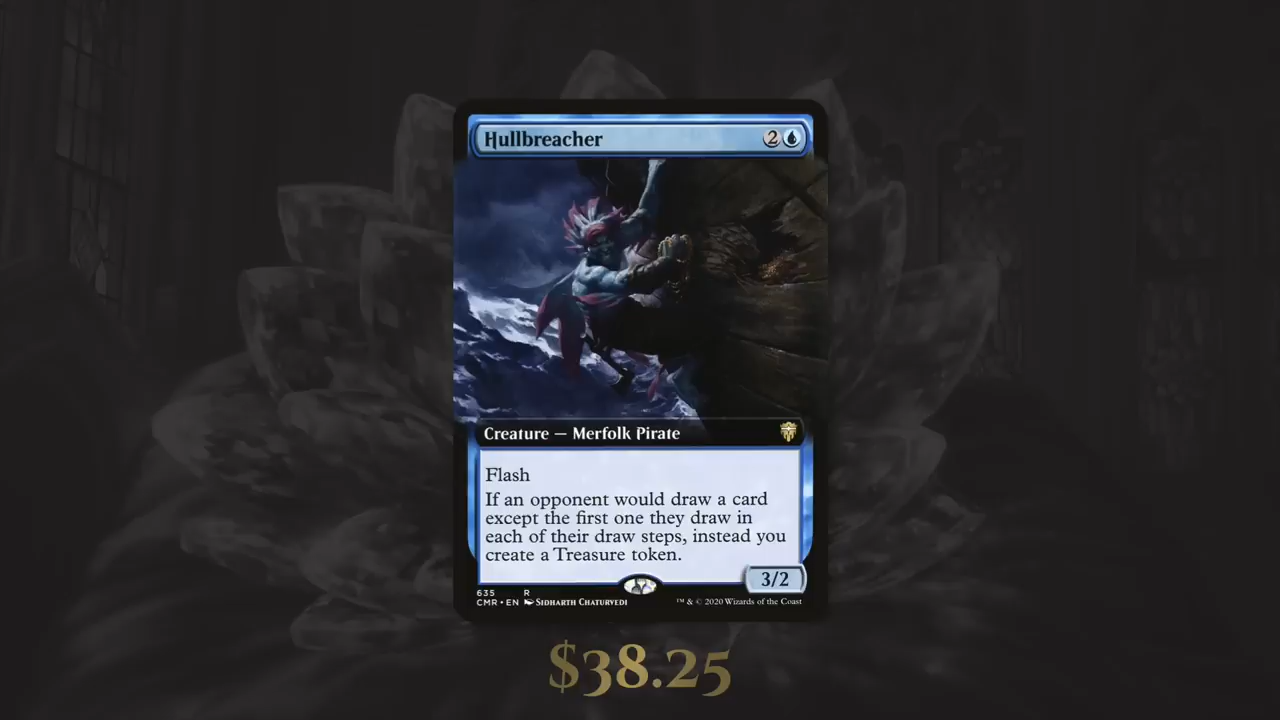 Hullbreacher 2
Creature — Merfolk Pirate
Flash
If an opponent would draw a card
except the first one they draw in
each of their draw steps, instead you
create a Treasure token.
3/2
635 R
CMR • EN Sidharth Chaturvedi ™ & © 2020 Wizards of the Coast
$38.25